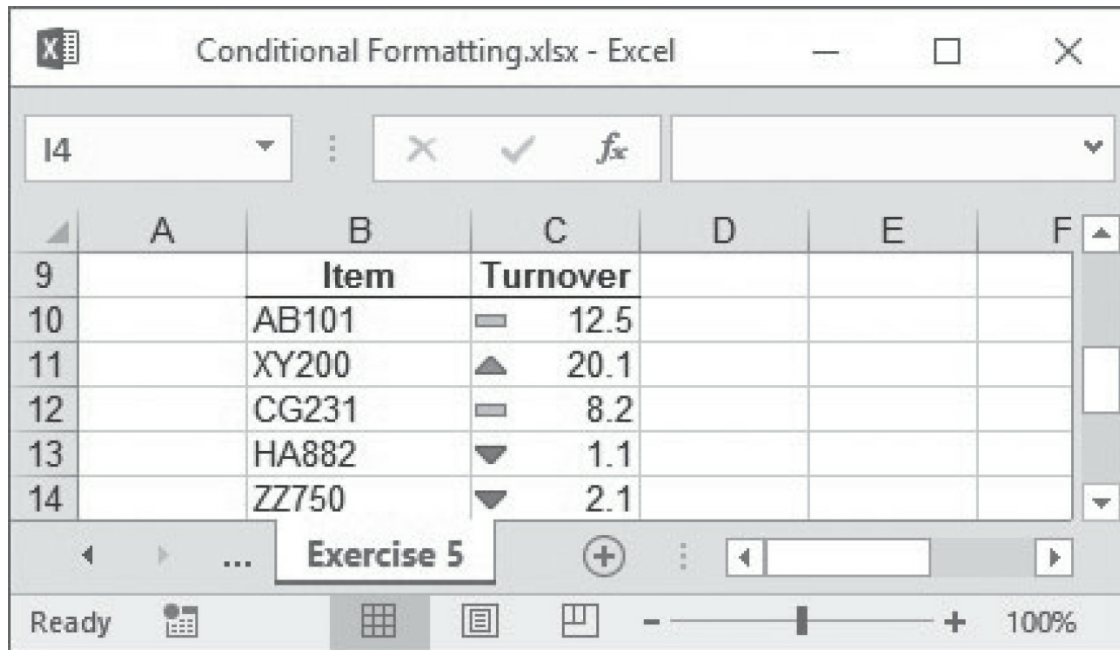 Conditional Formatting.xlsx - Excel
I4 fx
A B C D E F
9 Item Turnover
10 AB101 12.5
11 XY200 20.1
12 CG231 8.2
13 HA882 1.1
14 ZZ750 2.1
... Exercise 5
Ready 100%